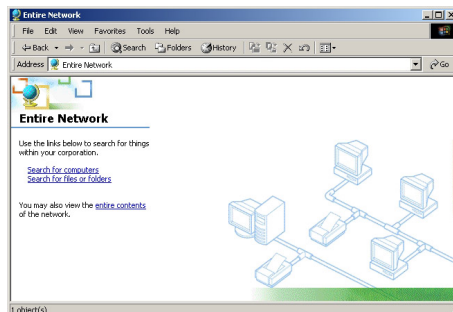 Entire Network
File Edit View Favorites Tools Help
Back Search Folders History
Address Entire Network Go
Entire Network
Use the links below to search for things
within your corporation.
Search for computers
Search for files or folders
You may also view the entire contents
of the network.
1 object(s)